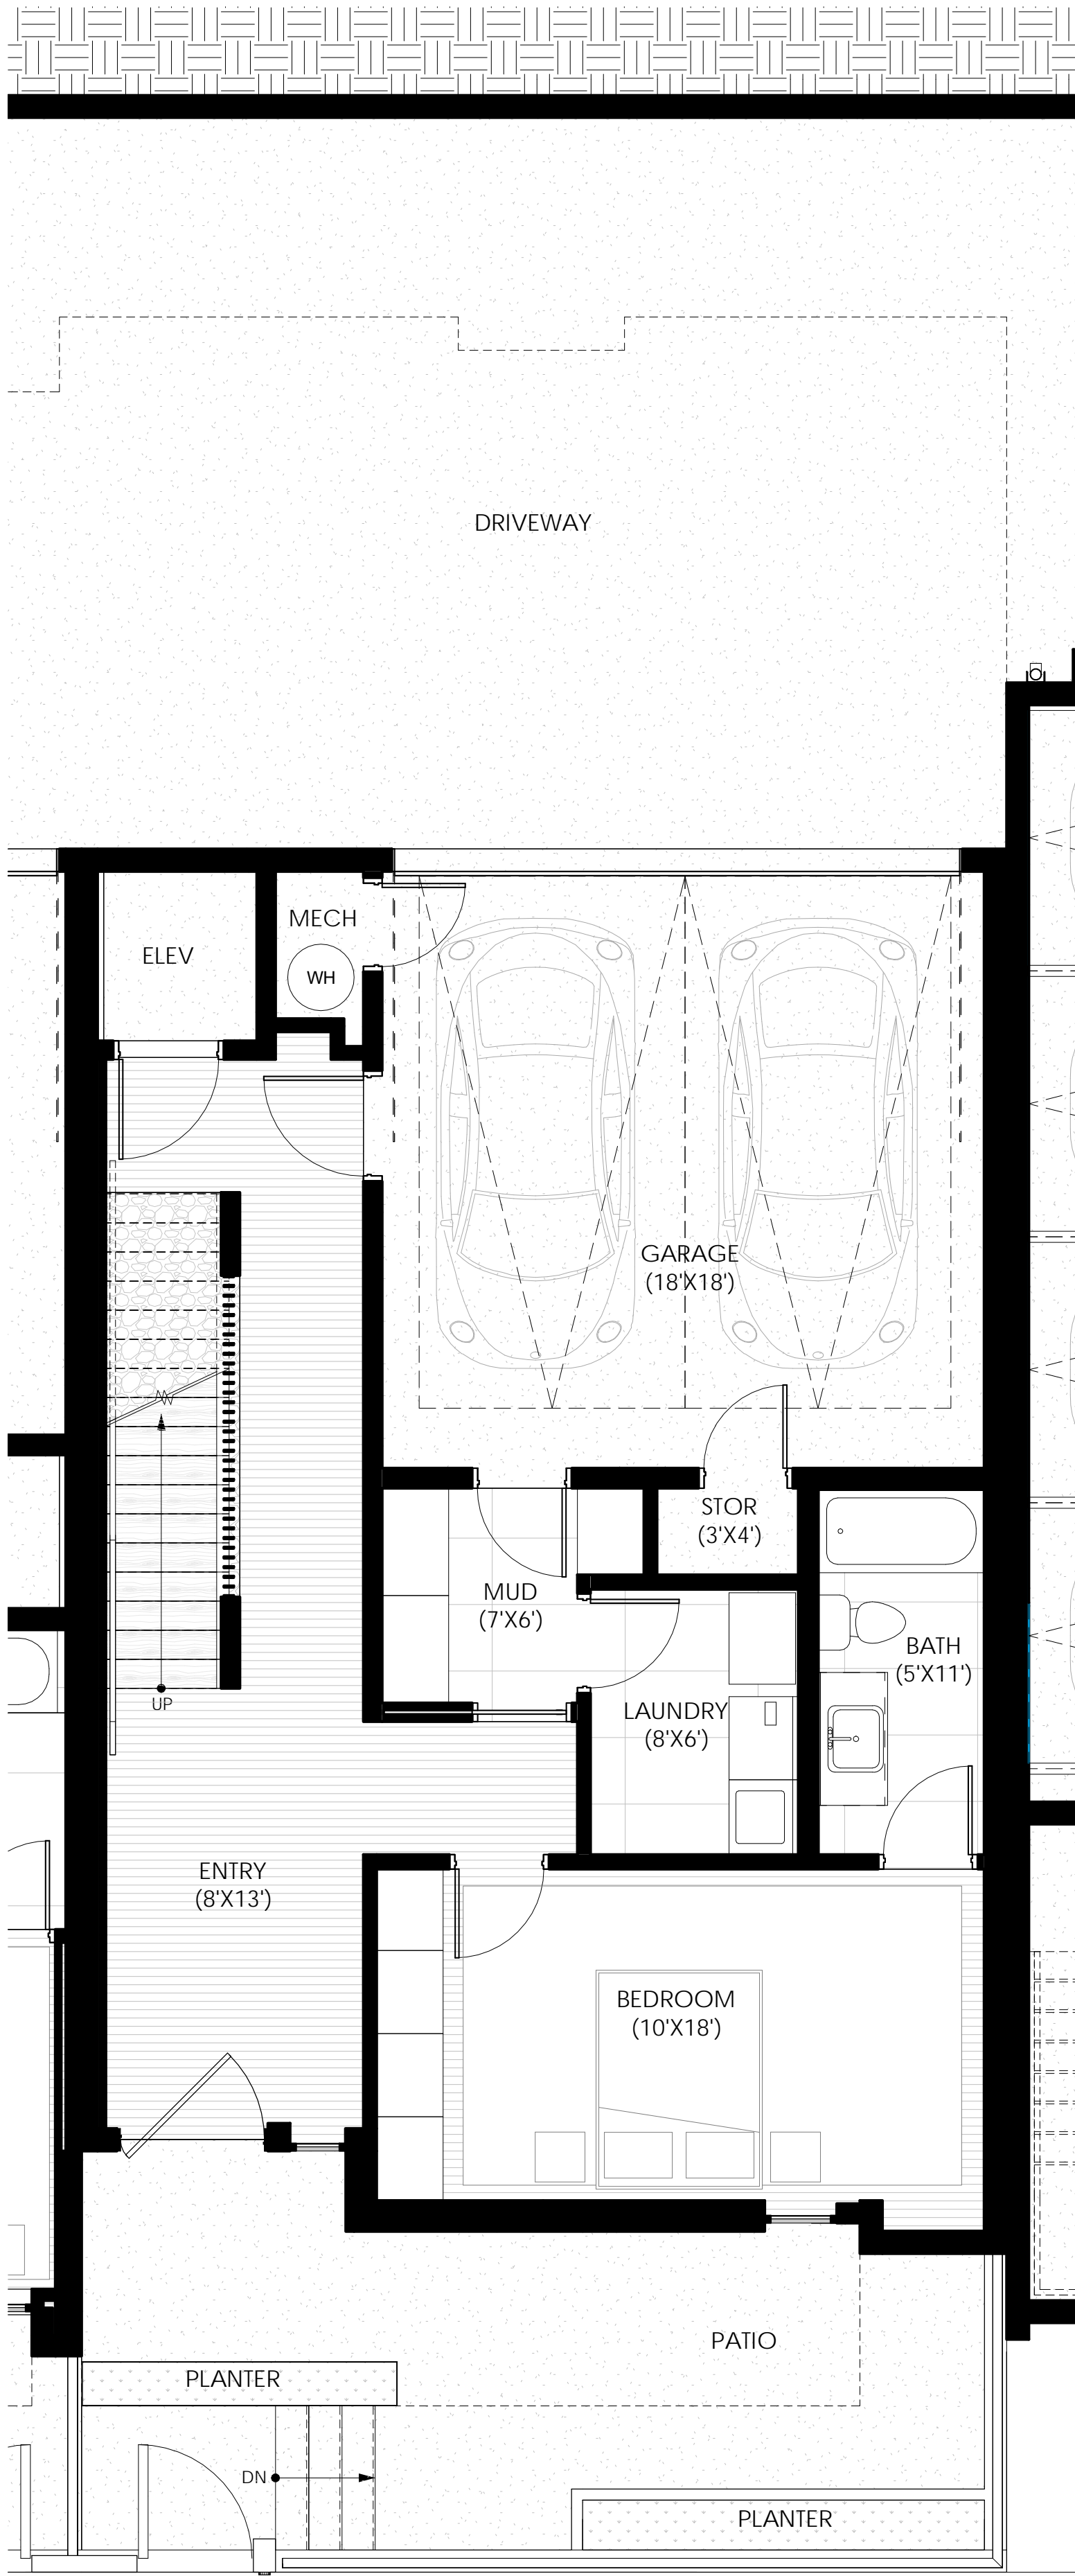 DRIVEWAY
MECH
ELEV
WH
GARAGE
(18'X18')
STOR
(3'X4')
MUD
(7'X6')
BATH
(5'X11')
UP
LAUNDRY
(8'X6')
ENTRY
(8'X13')
BEDROOM
(10'X18')
PATIO
PLANTER
DN
PLANTER